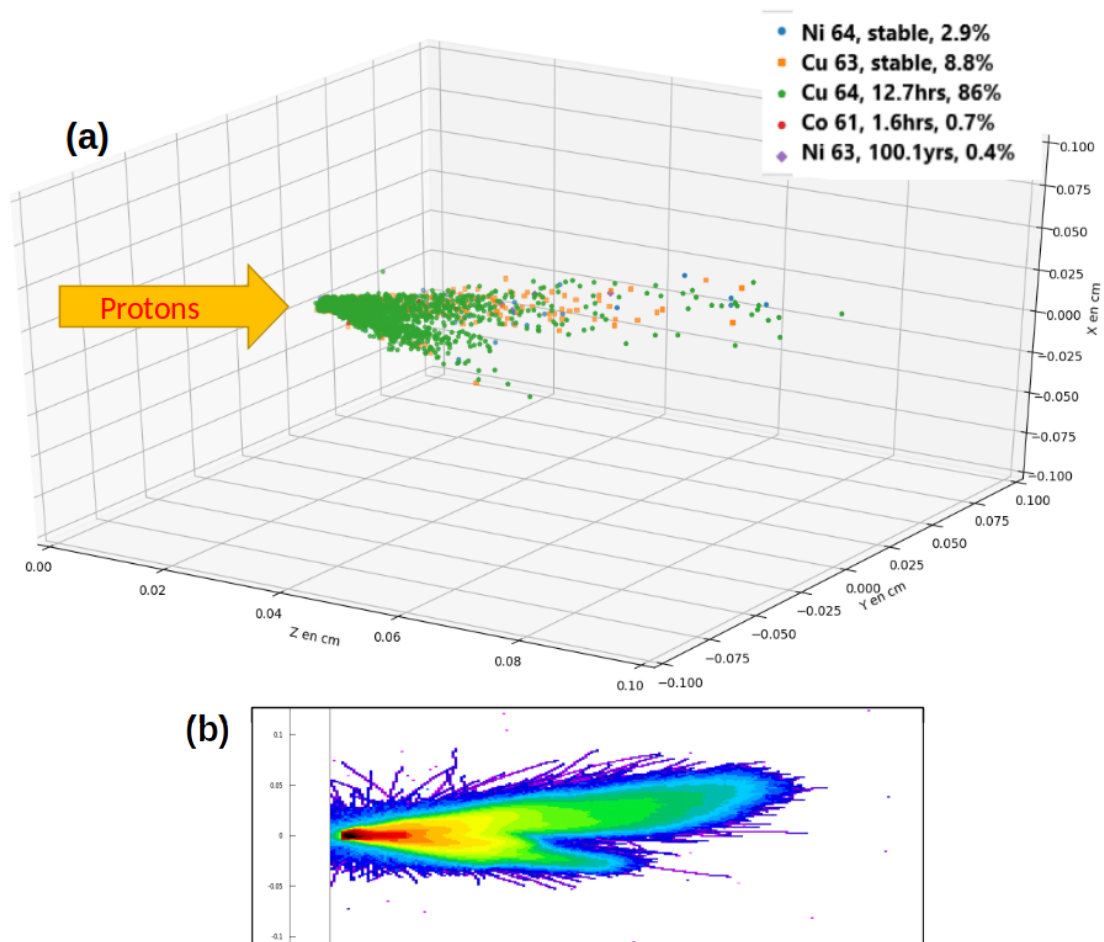 Ni 64, stable, 2.9%
Cu 63, stable, 8.8%
Cu 64, 12.7hrs, 86%
Co 61, 1.6hrs, 0.7%
Ni 63, 100.1yrs, 0.4%
(a)
Protons
0.100
0.075
0.050
0.025
0.000
−0.025
−0.050
−0.075
−0.100
X en cm
0.100
0.075
0.050
0.025
0.000
−0.025
−0.050
−0.075
−0.100
Y en cm
0.00
0.02
0.04
0.06
0.08
0.10
Z en cm
(b)
0.1
0.05
0
-0.05
-0.1